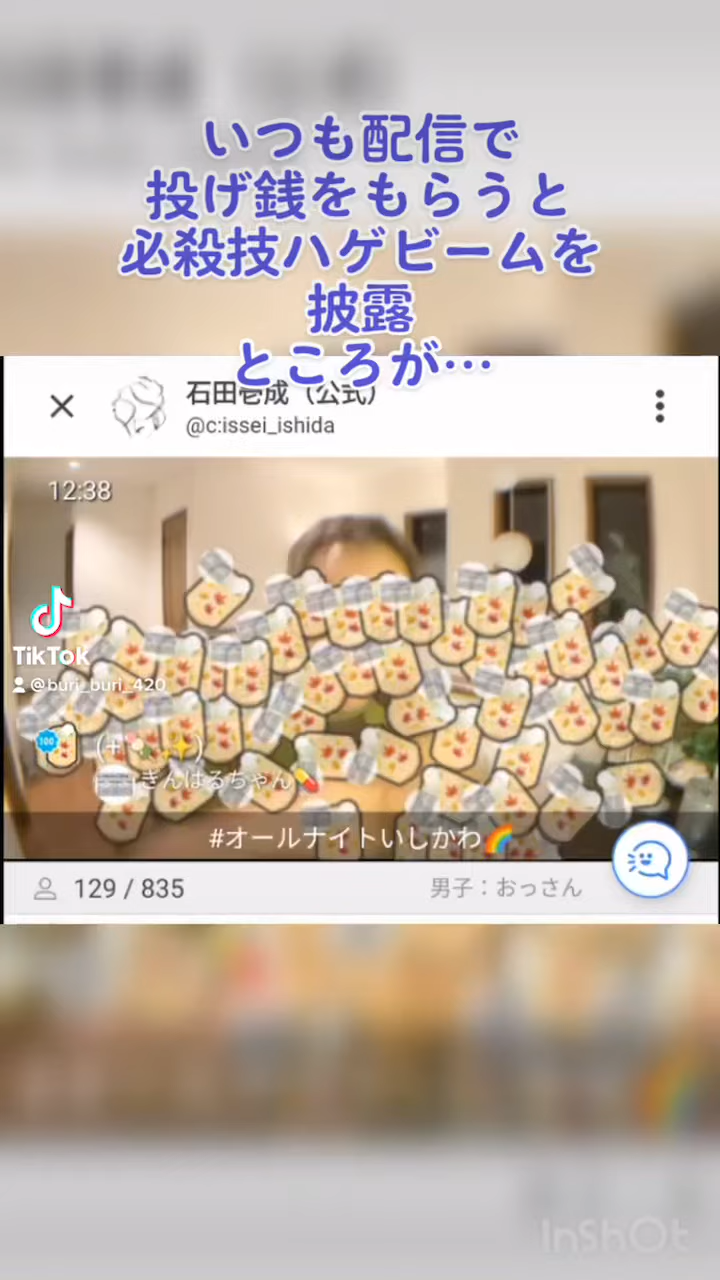 いつも配信で
投げ銭をもらうと
必殺技ハゲビームを
披露
ところが…
石田壱成（公式）
@c:issei_ishida
12:38
TikTok
@buri_buri_420
100
ぎんはるちゃん💊
#オールナイトいしかわ🌈
129 / 835
男子：おっさん
InShOt